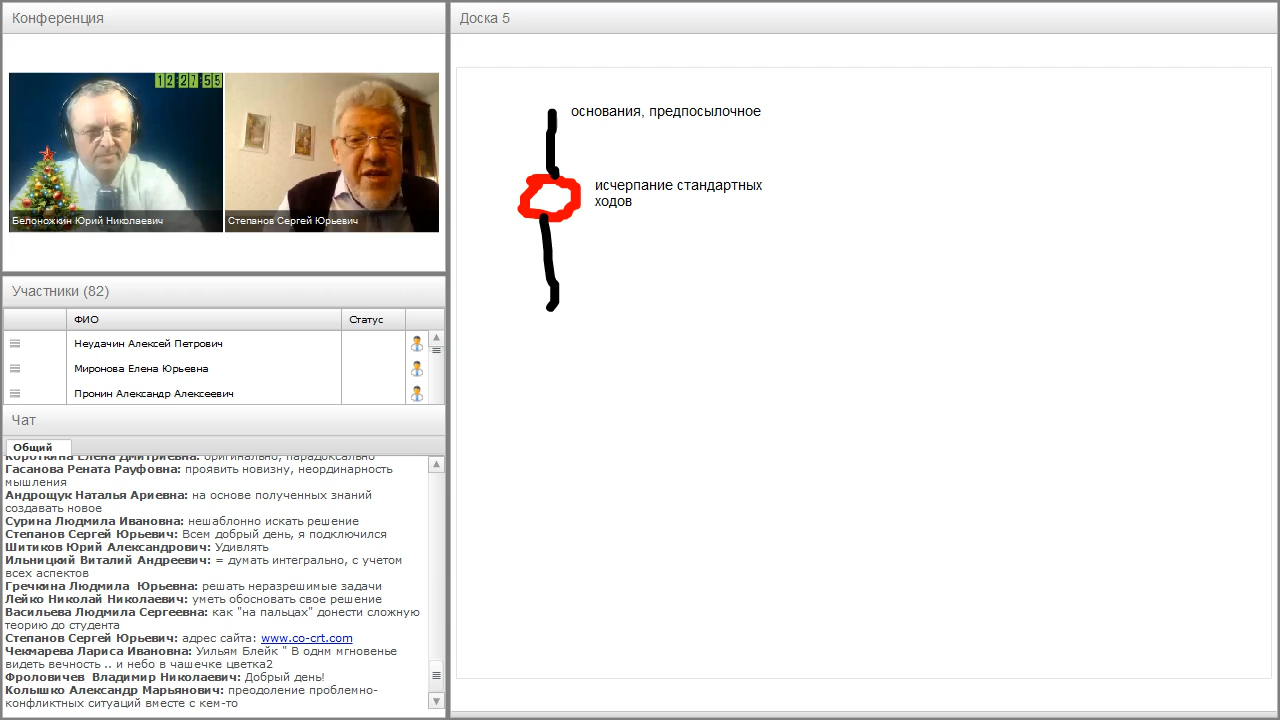 Конференция
12:27:55
Белоножкин Юрий Николаевич
Степанов Сергей Юрьевич
Участники (82)
ФИО
Статус
Неудачин Алексей Петрович
Миронова Елена Юрьевна
Пронин Александр Алексеевич
Чат
Общий
Короткина Елена Дмитриевна: оригинально, парадоксально
Гасанова Рената Рауфовна: проявить новизну, неординарность
мышления
Андрощук Наталья Ариевна: на основе полученных знаний
создавать новое
Сурина Людмила Ивановна: нешаблонно искать решение
Степанов Сергей Юрьевич: Всем добрый день, я подключился
Шитиков Юрий Александрович: Удивлять
Ильницкий Виталий Андреевич: = думать интегрально, с учетом
всех аспектов
Гречкина Людмила Юрьевна: решать неразрешимые задачи
Лейко Николай Николаевич: уметь обосновать свое решение
Васильева Людмила Сергеевна: как "на пальцах" донести сложную
теорию до студента
Степанов Сергей Юрьевич: адрес сайта: www.co-crt.com
Чекмарева Лариса Ивановна: Уильям Блейк " В однм мгновенье
видеть вечность .. и небо в чашечке цветка2
Фроловичев Владимир Николаевич: Добрый день!
Колышко Александр Марьянович: преодоление проблемно-
конфликтных ситуаций вместе с кем-то
Доска 5
основания, предпосылочное
исчерпание стандартных
ходов